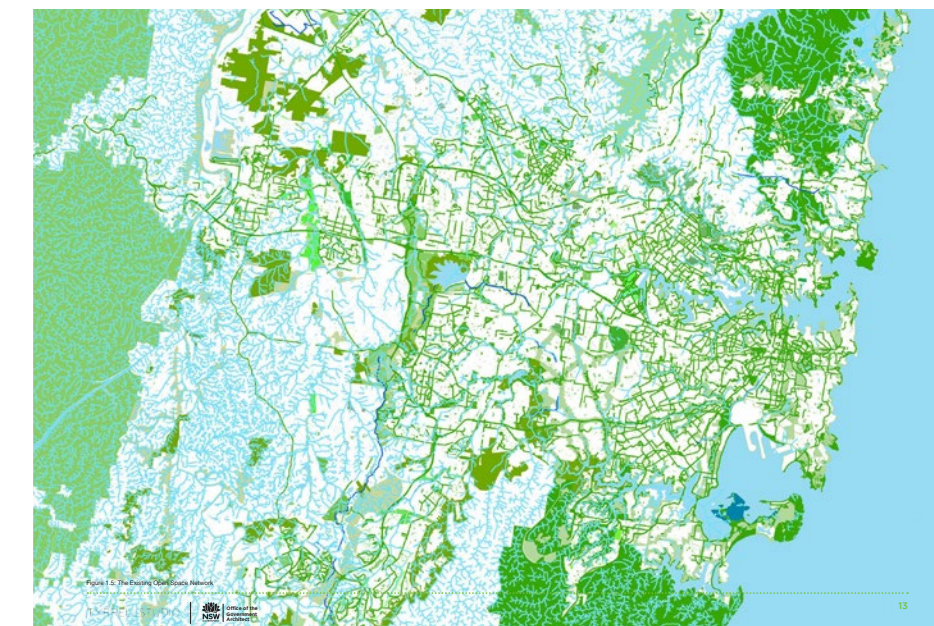 Figure 1.5: The Existing Open Space Network
NSW
Office of the
Government
Architect
13